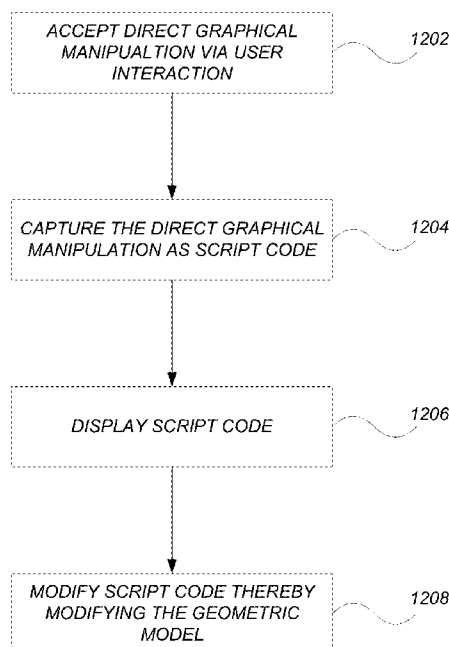 ACCEPT DIRECT GRAPHICAL
MANIPUALTION VIA USER
INTERACTION
1202
CAPTURE THE DIRECT GRAPHICAL
MANIPULATION AS SCRIPT CODE
1204
DISPLAY SCRIPT CODE
1206
MODIFY SCRIPT CODE THEREBY
MODIFYING THE GEOMETRIC
MODEL
1208